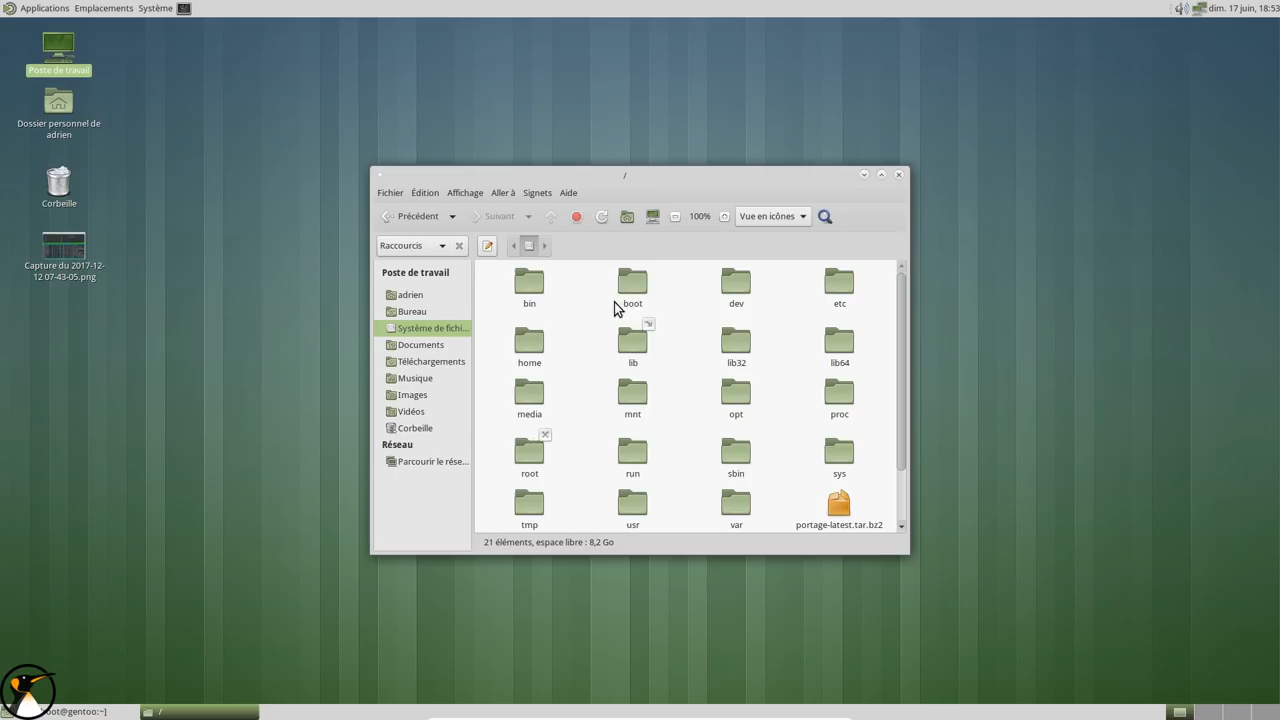 Applications Emplacements Système dim. 17 juin, 18:53
Poste de travail
Dossier personnel de
adrien
Corbeille
Capture du 2017-12-
12 07-43-05.png
/
Fichier Édition Affichage Aller à Signets Aide
Précédent Suivant 100% Vue en icônes
Raccourcis
Poste de travail
adrien
Bureau
Système de fichi...
Documents
Téléchargements
Musique
Images
Vidéos
Corbeille
Réseau
Parcourir le rése...
bin boot dev etc
home lib lib32 lib64
media mnt opt proc
root run sbin sys
tmp usr var portage-latest.tar.bz2
21 éléments, espace libre : 8,2 Go
oot@gentoo:~] /